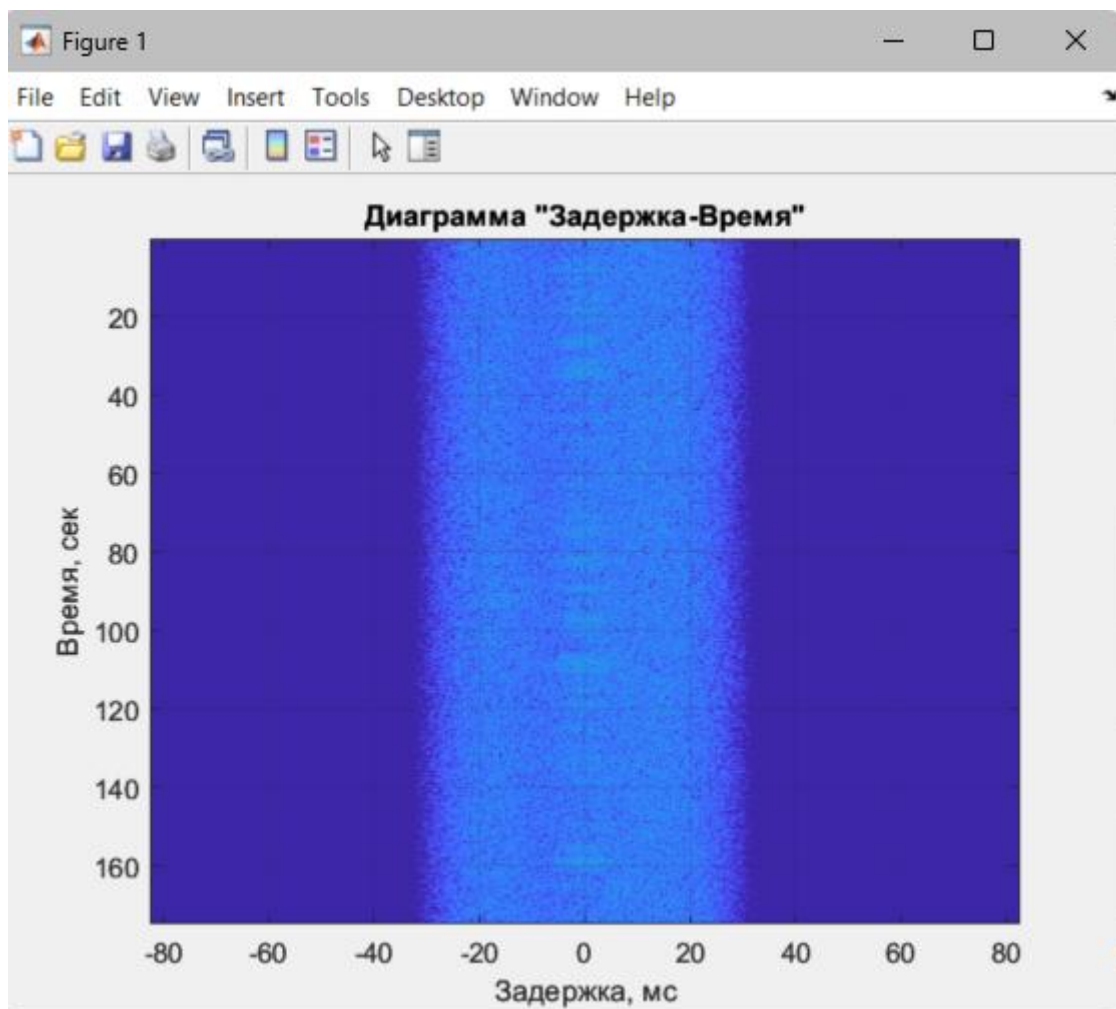 Figure 1
File Edit View Insert Tools Desktop Window Help
Диаграмма "Задержка-Время"
20
40
60
80
100
120
140
160
Время, сек
-80 -60 -40 -20 0 20 40 60 80
Задержка, мс